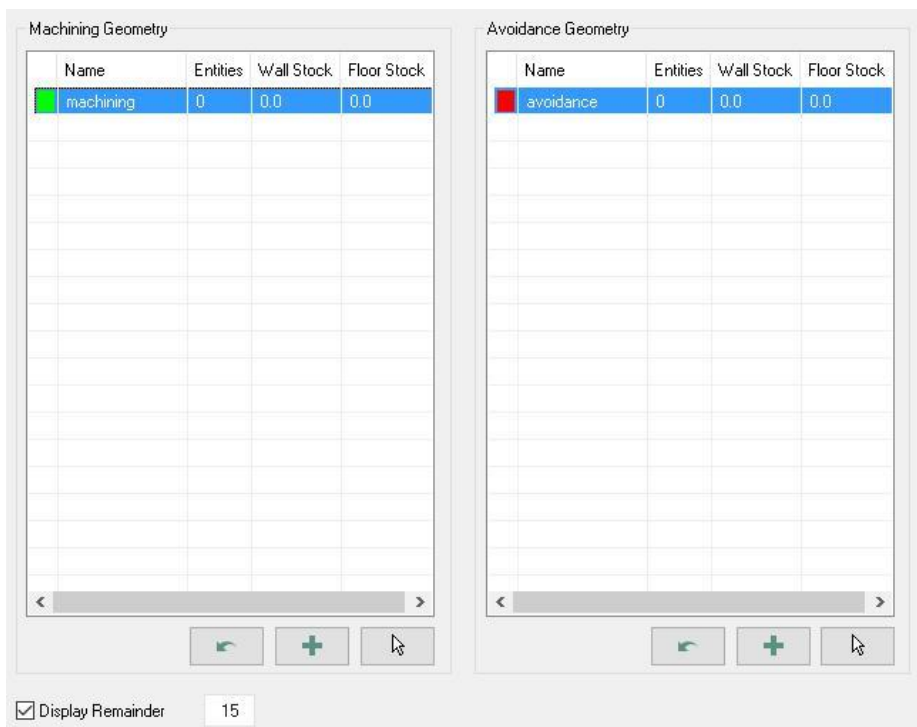 Machining Geometry
Name Entities Wall Stock Floor Stock
machining 0 0.0 0.0
Avoidance Geometry
Name Entities Wall Stock Floor Stock
avoidance 0 0.0 0.0
Display Remainder 15